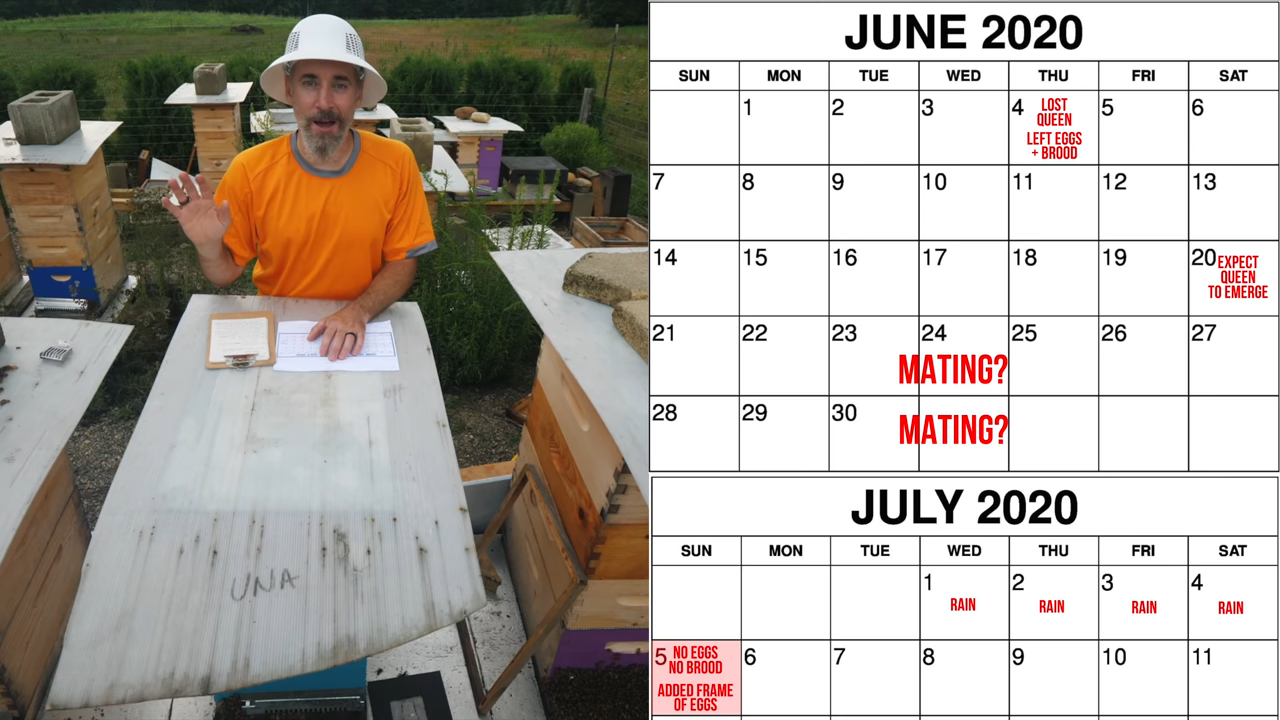 UNA
JUNE 2020
SUN MON TUE WED THU FRI SAT
1 2 3 4 LOST 5 6
QUEEN
LEFT EGGS
+ BROOD
7 8 9 10 11 12 13
14 15 16 17 18 19 20 EXPECT
QUEEN
TO EMERGE
21 22 23 24 25 26 27
MATING?
28 29 30
MATING?
JULY 2020
SUN MON TUE WED THU FRI SAT
1 2 3 4
RAIN RAIN RAIN RAIN
5 NO EGGS 6 7 8 9 10 11
NO BROOD
ADDED FRAME
OF EGGS